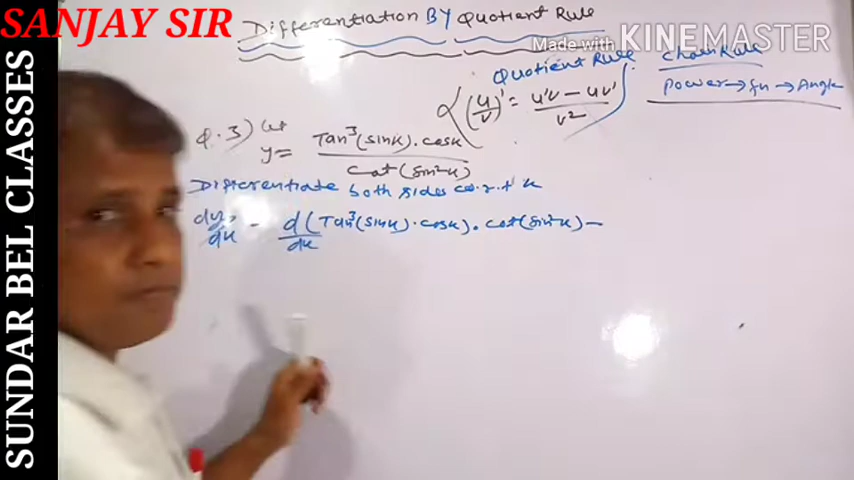 SANJAY SIR
SUNDAR BEL CLASSES
Differentiation BY Quotient Rule
Made with KINEMASTER
Quotient Rule
chain Rule
(u/v)' = u'v - uv' / v²
Power → fn → Angle
Q.3) Let
y = Tan³(sinx).cosx / cot(sin²x)
Differentiate both sides w.r.t x
dy/dx = d/dx (Tan³(sinx).cosx).cot(sin²x) -